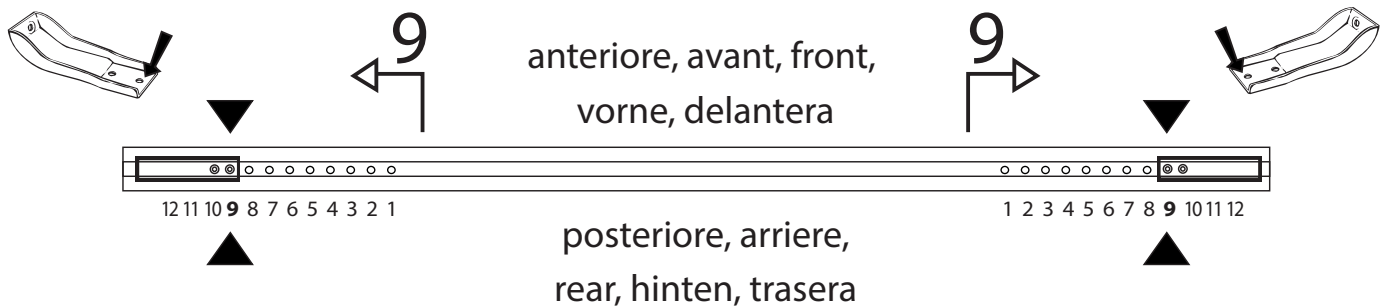 9
9
anteriore, avant, front,
vorne, delantera
12 11 10 9 8 7 6 5 4 3 2 1
1 2 3 4 5 6 7 8 9 10 11 12
posteriore, arriere,
rear, hinten, trasera